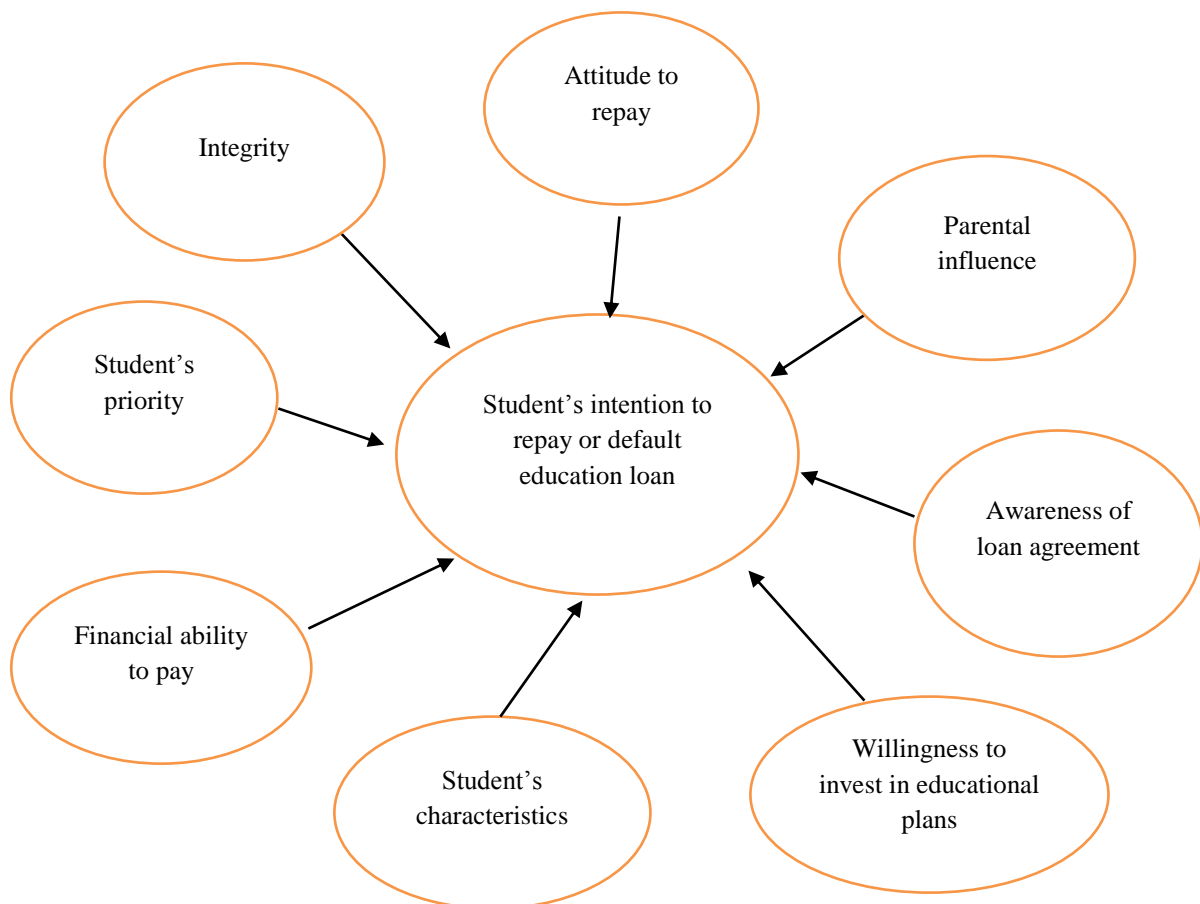 Attitude to
repay
Integrity
Parental
influence
Student’s
priority
Student’s intention to
repay or default
education loan
Awareness of
loan agreement
Financial ability
to pay
Student’s
characteristics
Willingness to
invest in educational
plans